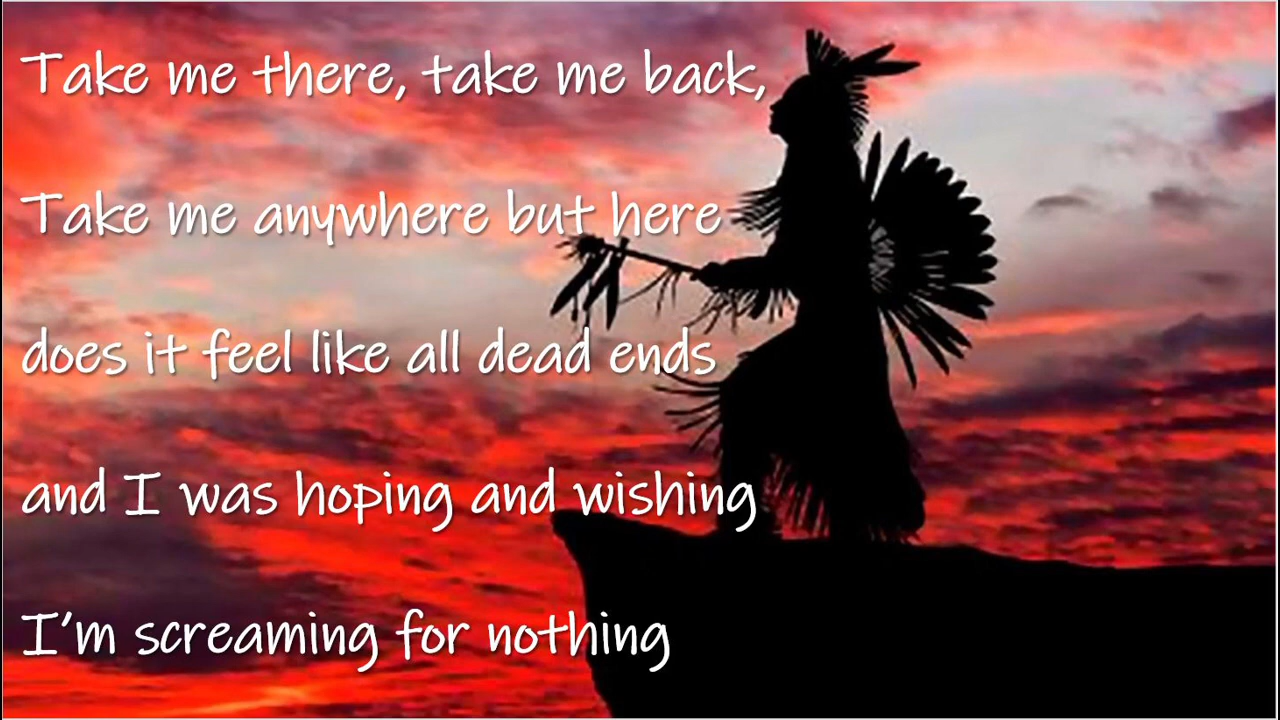 Take me there, take me back,
Take me anywhere but here
does it feel like all dead ends
and I was hoping and wishing
I'm screaming for nothing